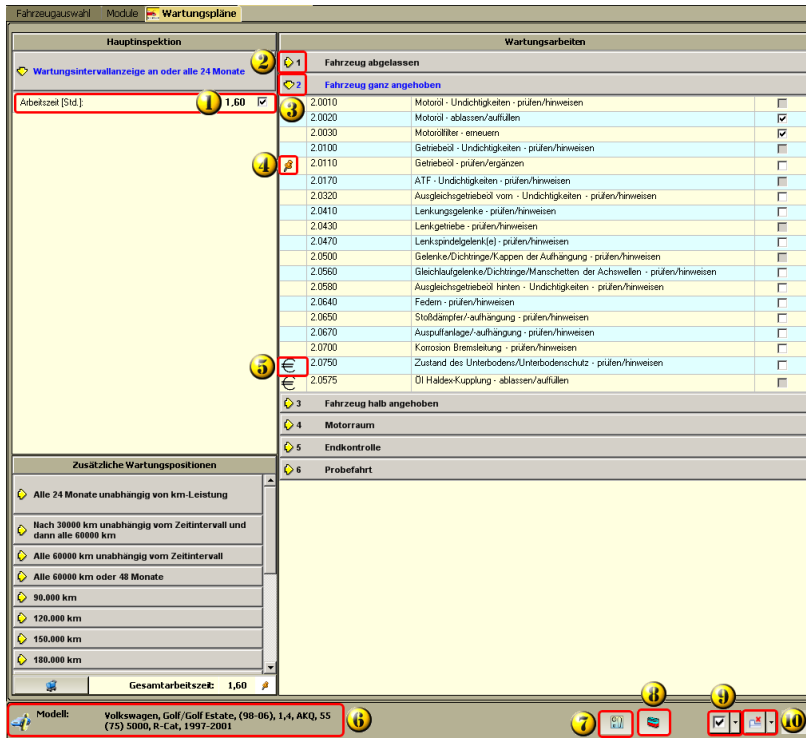 Fahrzeugauswahl Module Wartungspläne
Hauptinspektion
Wartungsintervallanzeige an oder alle 24 Monate
2
Arbeitszeit [Std.]: 1 1,60
Wartungsarbeiten
1 Fahrzeug abgelassen
2 Fahrzeug ganz angehoben
3 2.0010 Motoröl - Undichtigkeiten - prüfen/hinweisen
2.0020 Motoröl - ablassen/auffüllen
2.0030 Motorölfilter - erneuern
2.0100 Getriebeöl - Undichtigkeiten - prüfen/hinweisen
4 2.0110 Getriebeöl - prüfen/ergänzen
2.0170 ATF - Undichtigkeiten - prüfen/hinweisen
2.0320 Ausgleichsgetriebeöl vorn - Undichtigkeiten - prüfen/hinweisen
2.0410 Lenkungsgelenke - prüfen/hinweisen
2.0430 Lenkgetriebe - prüfen/hinweisen
2.0470 Lenkspindelgelenk(e) - prüfen/hinweisen
2.0500 Gelenke/Dichtringe/Kappen der Aufhängung - prüfen/hinweisen
2.0560 Gleichlaufgelenke/Dichtringe/Manschetten der Achswellen - prüfen/hinweisen
2.0580 Ausgleichsgetriebeöl hinten - Undichtigkeiten - prüfen/hinweisen
2.0640 Federn - prüfen/hinweisen
2.0650 Stoßdämpfer/-aufhängung - prüfen/hinweisen
2.0670 Auspuffanlage/-aufhängung - prüfen/hinweisen
2.0700 Korrosion Bremsleitung - prüfen/hinweisen
5 € 2.0750 Zustand des Unterbodens/Unterbodenschutz - prüfen/hinweisen
€ 2.0575 Öl Haldex-Kupplung - ablassen/auffüllen
3 Fahrzeug halb angehoben
4 Motorraum
5 Endkontrolle
6 Probefahrt
Zusätzliche Wartungspositionen
Alle 24 Monate unabhängig von km-Leistung
Nach 30000 km unabhängig vom Zeitintervall und
dann alle 60000 km
Alle 60000 km unabhängig vom Zeitintervall
Alle 60000 km oder 48 Monate
90.000 km
120.000 km
150.000 km
180.000 km
Gesamtarbeitszeit: 1,60
Modell: Volkswagen, Golf/Golf Estate, (98-06), 1,4, AKQ, 55
(75) 5000, R-Cat, 1997-2001
6
7
8
9
10